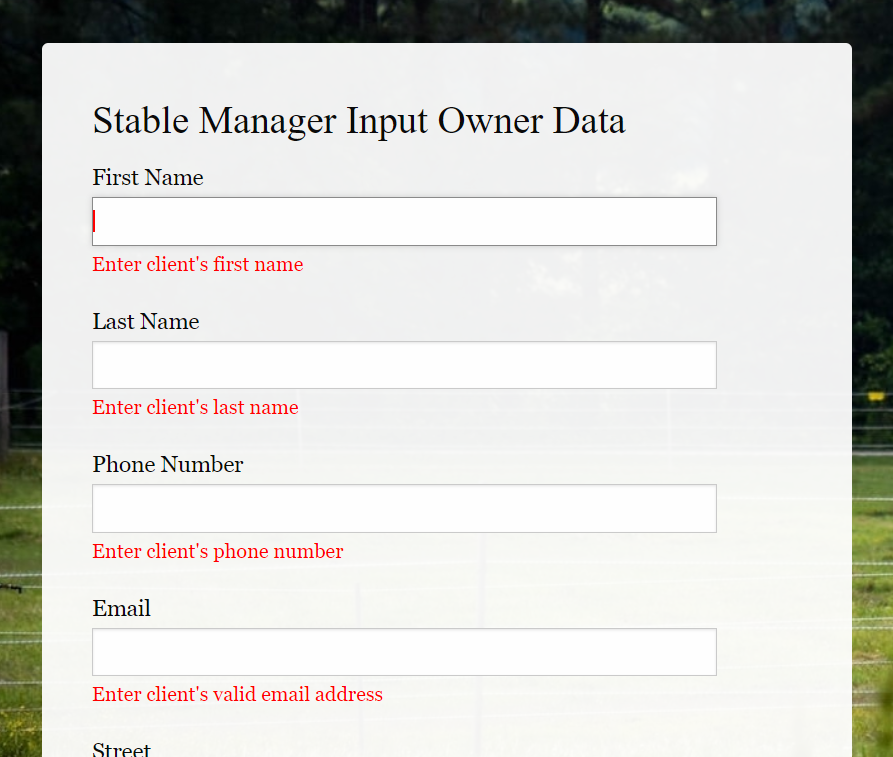 Stable Manager Input Owner Data
First Name
Enter client's first name
Last Name
Enter client's last name
Phone Number
Enter client's phone number
Email
Enter client's valid email address
Street